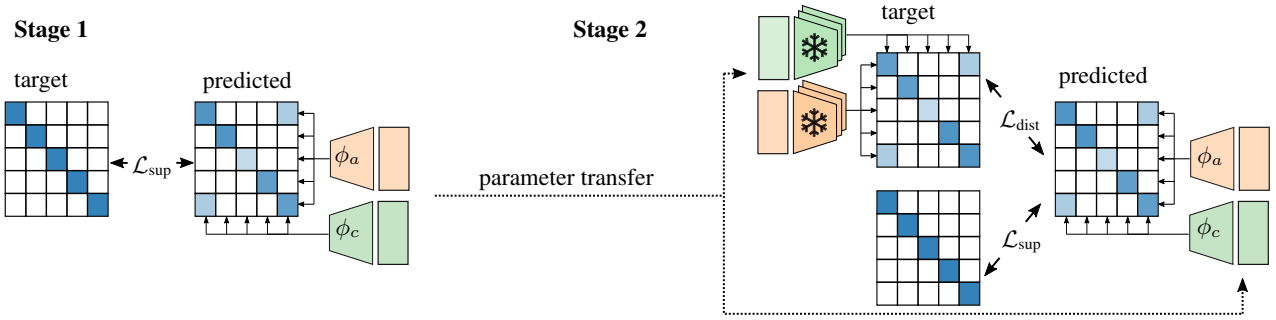 Stage 1
target
predicted
ℒsup
ϕa
ϕc
parameter transfer
Stage 2
target
predicted
ℒdist
ℒsup
ϕa
ϕc